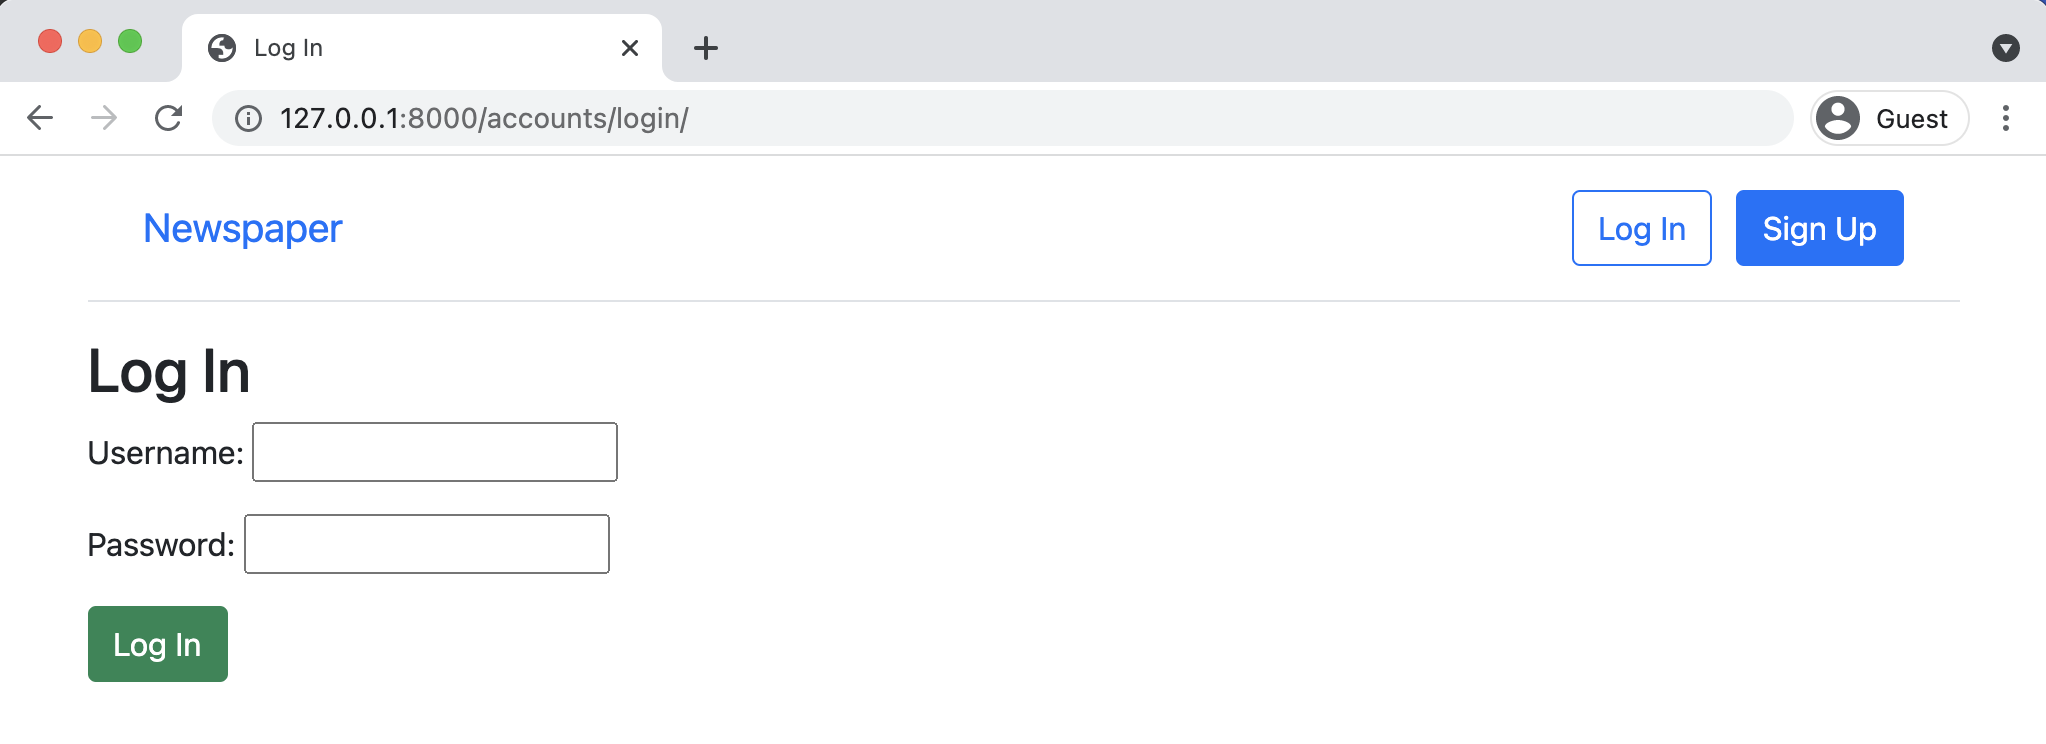 Log In
127.0.0.1:8000/accounts/login/
Guest
Newspaper
Log In
Sign Up
Log In
Username:
Password:
Log In